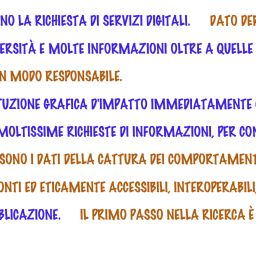 NO LA RICHIESTA DI SERVIZI DIGITALI. DATO DEP
ERSITÀ E MOLTE INFORMAZIONI OLTRE A QUELLE
N MODO RESPONSABILE.
TUZIONE GRAFICA D'IMPATTO IMMEDIATAMENTE
MOLTISSIME RICHIESTE DI INFORMAZIONI, PER CON
SONO I DATI DELLA CATTURA DEI COMPORTAMENT
ONTI ED ETICAMENTE ACCESSIBILI, INTEROPERABILI,
BLICAZIONE. IL PRIMO PASSO NELLA RICERCA È